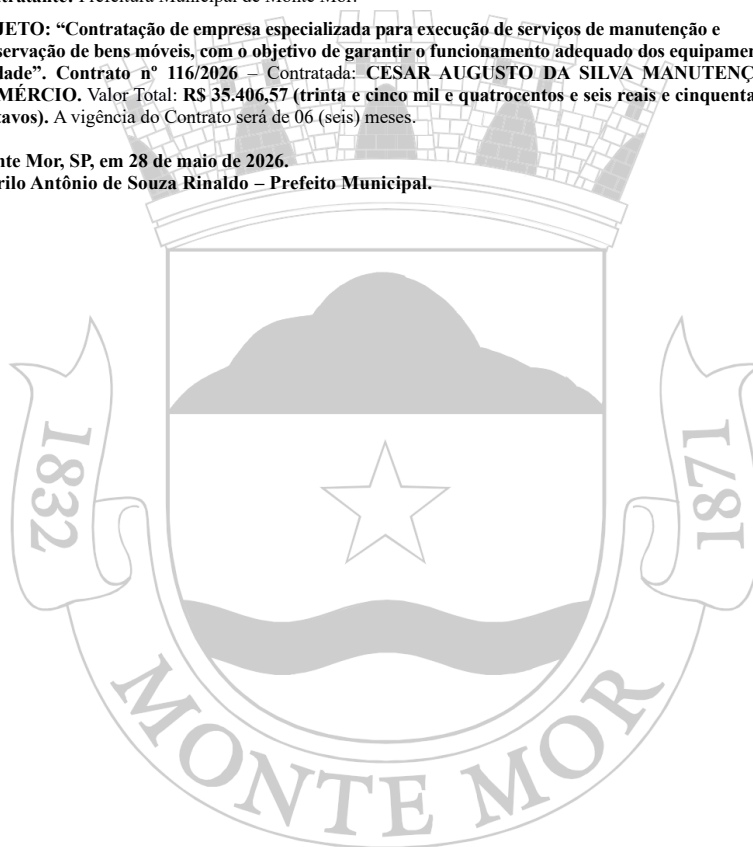 tratante: Prefeitura Municipal de Monte Mor.
JETO: “Contratação de empresa especializada para execução de serviços de manutenção e
servação de bens móveis, com o objetivo de garantir o funcionamento adequado dos equipamen
dade”. Contrato nº 116/2026 – Contratada: CESAR AUGUSTO DA SILVA MANUTENÇ
MÉRCIO. Valor Total: R$ 35.406,57 (trinta e cinco mil e quatrocentos e seis reais e cinquenta
tavos). A vigência do Contrato será de 06 (seis) meses.
nte Mor, SP, em 28 de maio de 2026.
rilo Antônio de Souza Rinaldo – Prefeito Municipal.
1832
1871
MONTE MOR